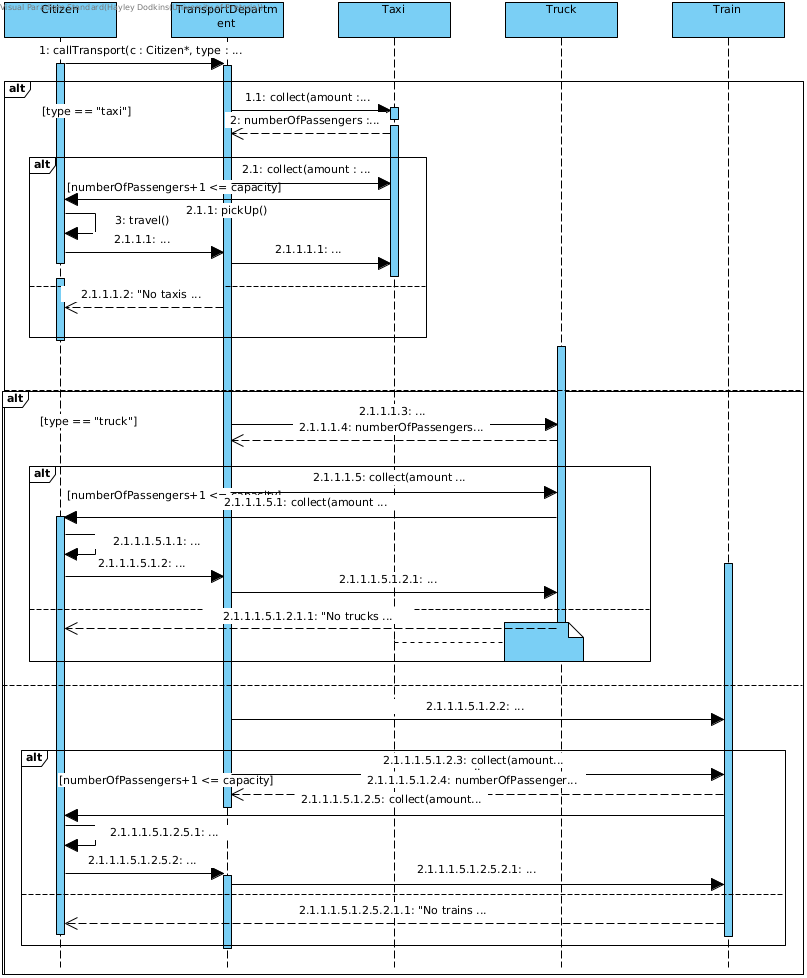 Visual Paradigm Standard(Hayley Dodkins
Citizen
TransportDepartm
ent
Taxi
Truck
Train
1: callTransport(c : Citizen*, type : ...
alt
[type == "taxi"]
1.1: collect(amount :...
2: numberOfPassengers :...
alt
2.1: collect(amount : ...
[numberOfPassengers+1 <= capacity]
2.1.1: pickUp()
3: travel()
2.1.1.1: ...
2.1.1.1.1: ...
2.1.1.1.2: "No taxis ...
alt
[type == "truck"]
2.1.1.1.3: ...
2.1.1.1.4: numberOfPassengers...
alt
2.1.1.1.5: collect(amount ...
[numberOfPassengers+1 <= capacity]
2.1.1.1.5.1: collect(amount ...
2.1.1.1.5.1.1: ...
2.1.1.1.5.1.2: ...
2.1.1.1.5.1.2.1: ...
2.1.1.1.5.1.2.1.1: "No trucks ...
2.1.1.1.5.1.2.2: ...
alt
2.1.1.1.5.1.2.3: collect(amount...
[numberOfPassengers+1 <= capacity]
2.1.1.1.5.1.2.4: numberOfPassenger...
2.1.1.1.5.1.2.5: collect(amount...
2.1.1.1.5.1.2.5.1: ...
2.1.1.1.5.1.2.5.2: ...
2.1.1.1.5.1.2.5.2.1: ...
2.1.1.1.5.1.2.5.2.1.1: "No trains ...